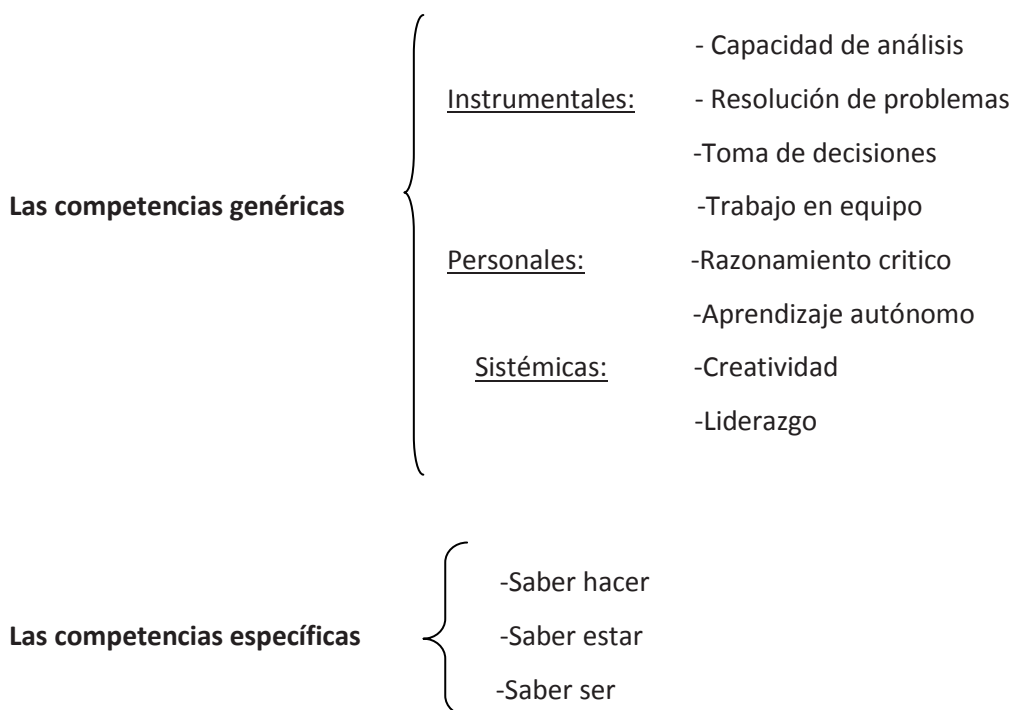 - Capacidad de análisis
Instrumentales: - Resolución de problemas
-Toma de decisiones
Las competencias genéricas -Trabajo en equipo
Personales: -Razonamiento critico
-Aprendizaje autónomo
Sistémicas: -Creatividad
-Liderazgo
-Saber hacer
Las competencias específicas -Saber estar
-Saber ser